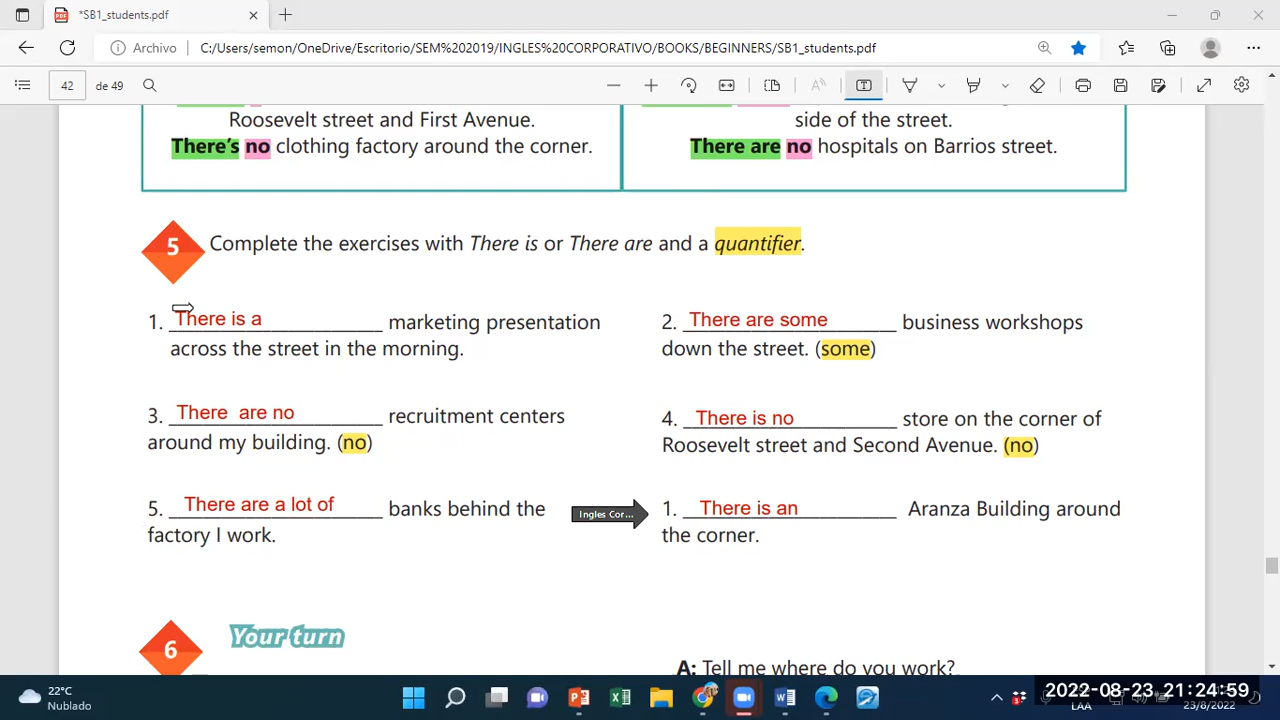 *SB1_students.pdf
Archivo
C:/Users/semon/OneDrive/Escritorio/SEM%202019/INGLES%20CORPORATIVO/BOOKS/BEGINNERS/SB1_students.pdf
42
de 49
Roosevelt street and First Avenue.
There's no clothing factory around the corner.
side of the street.
There are no hospitals on Barrios street.
5
Complete the exercises with There is or There are and a quantifier.
1. There is a marketing presentation
across the street in the morning.
2. There are some business workshops
down the street. (some)
3. There are no recruitment centers
around my building. (no)
4. There is no store on the corner of
Roosevelt street and Second Avenue. (no)
5. There are a lot of banks behind the
factory I work.
Ingles Cor...
1. There is an Aranza Building around
the corner.
6
Your turn
A: Tell me where do you work?
22°C
Nublado
LAA
2022-08-23 21:24:59
23/8/2022